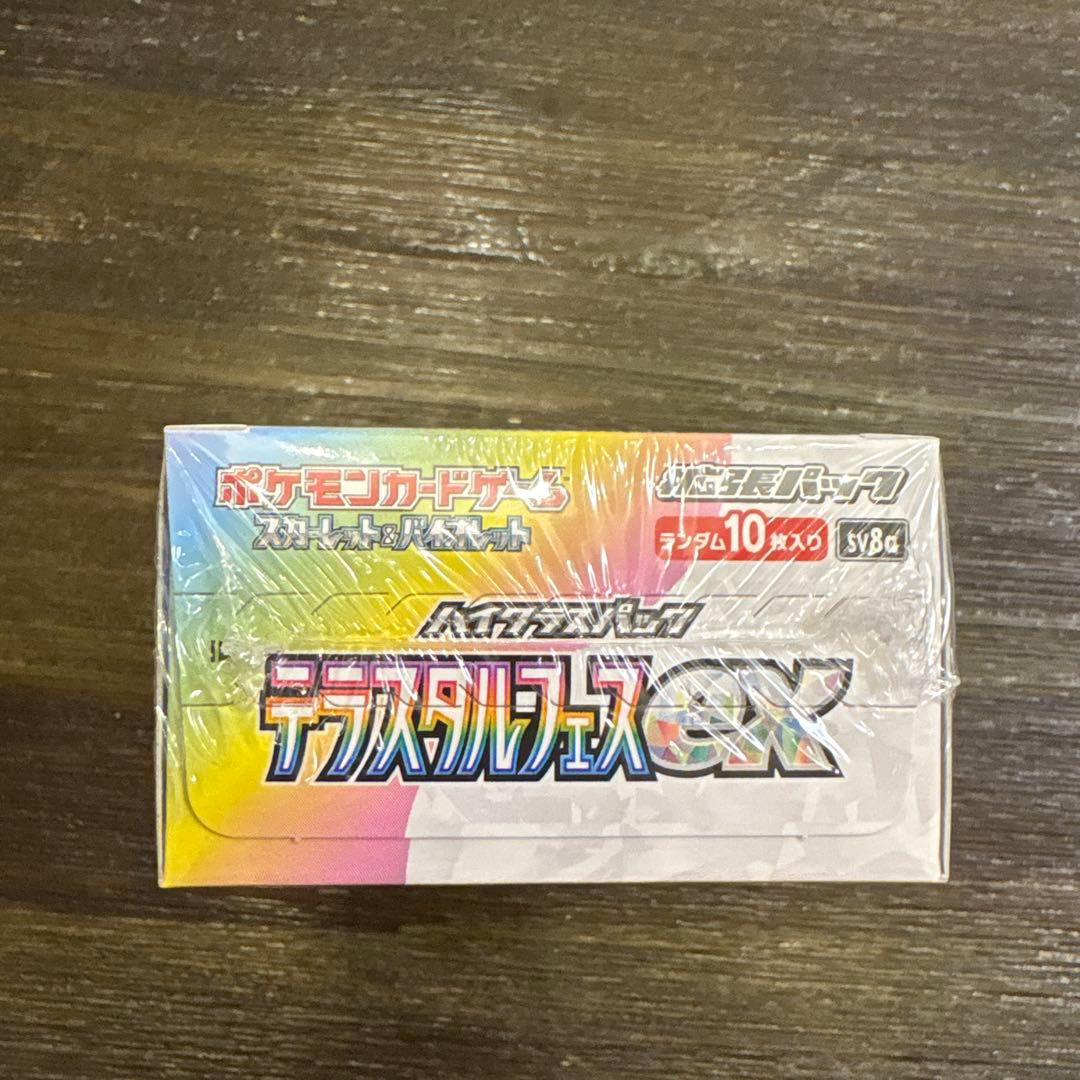 ポケモンカードゲーム
スカーレット&バイオレット
拡張パック
ランダム10枚入り
SV8a
ハイクラスパック
テラスタルフェスex